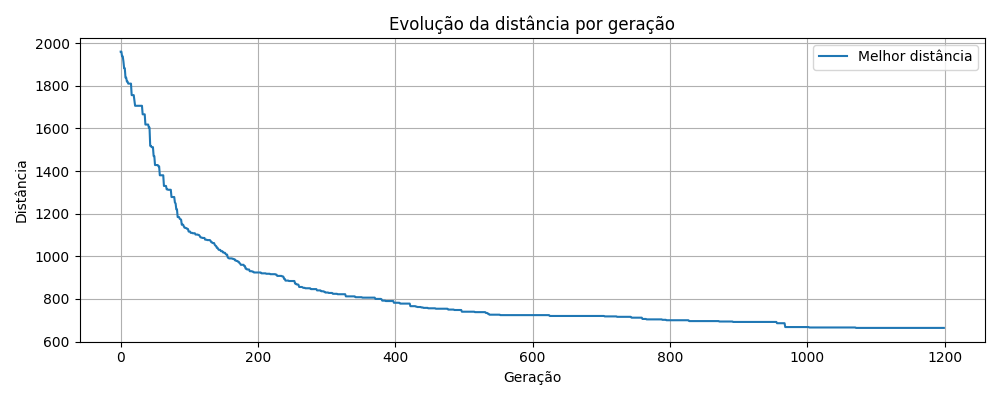 Evolução da distância por geração
Melhor distância
Distância
2000
1800
1600
1400
1200
1000
800
600
0 200 400 600 800 1000 1200
Geração